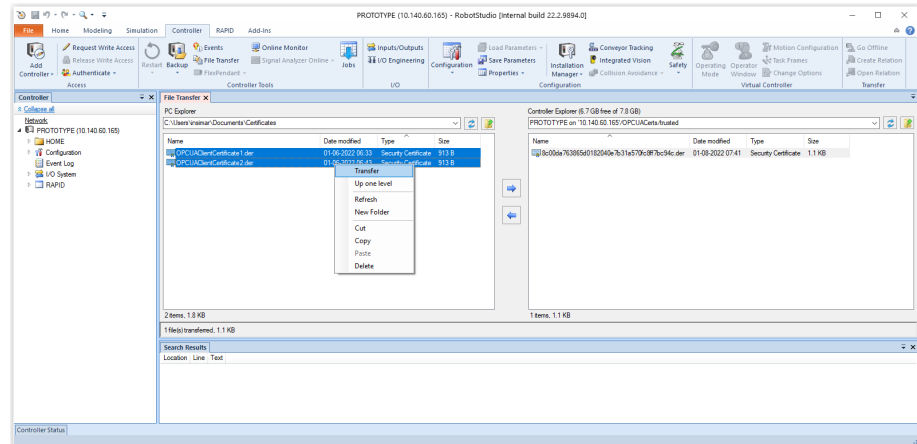 PROTOTYPE (10.140.60.165) - RobotStudio [Internal build 22.2.9894.0]
File Home Modeling Simulation Controller RAPID Add-Ins
Add Controller
Request Write Access
Release Write Access
Authenticate
Access
Restart
Backup
Events
File Transfer
FlexPendant
Online Monitor
Signal Analyzer Online
Jobs
Controller Tools
Inputs/Outputs
I/O Engineering
I/O
Configuration
Load Parameters
Save Parameters
Properties
Installation Manager
Conveyor Tracking
Integrated Vision
Collision Avoidance
Safety
Configuration
Operating Mode
Operator Window
Motion Configuration
Task Frames
Change Options
Virtual Controller
Go Offline
Create Relation
Open Relation
Transfer
Controller
Collapse all
Network
PROTOTYPE (10.140.60.165)
HOME
Configuration
Event Log
I/O System
RAPID
File Transfer
PC Explorer
C:\Users\nraimar\Documents\Certificates
Name Date modified Type Size
OPCUAClientCertificate1.der 01-06-2022 06:33 Security Certificate 913 B
OPCUAClientCertificate2.der 01-06-2022 06:43 Security Certificate 913 B
Transfer
Up one level
Refresh
New Folder
Cut
Copy
Paste
Delete
2 items, 1.8 KB
Controller Explorer (6.7 GB free of 7.8 GB)
PROTOTYPE on '10.140.60.165'/OPCUACerts/trusted
Name Date modified Type Size
01-08-2022 07:41 Security Certificate 1.1 KB
1 items, 1.1 KB
1 file(s) transferred, 1.1 KB
Search Results
Location Line Text
Controller Status